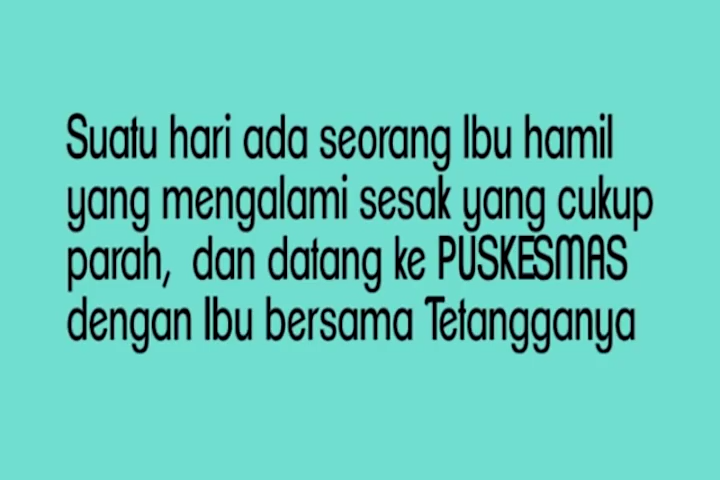 Suatu hari ada seorang Ibu hamil
yang mengalami sesak yang cukup
parah, dan datang ke PUSKESMAS
dengan Ibu bersama Tetangganya